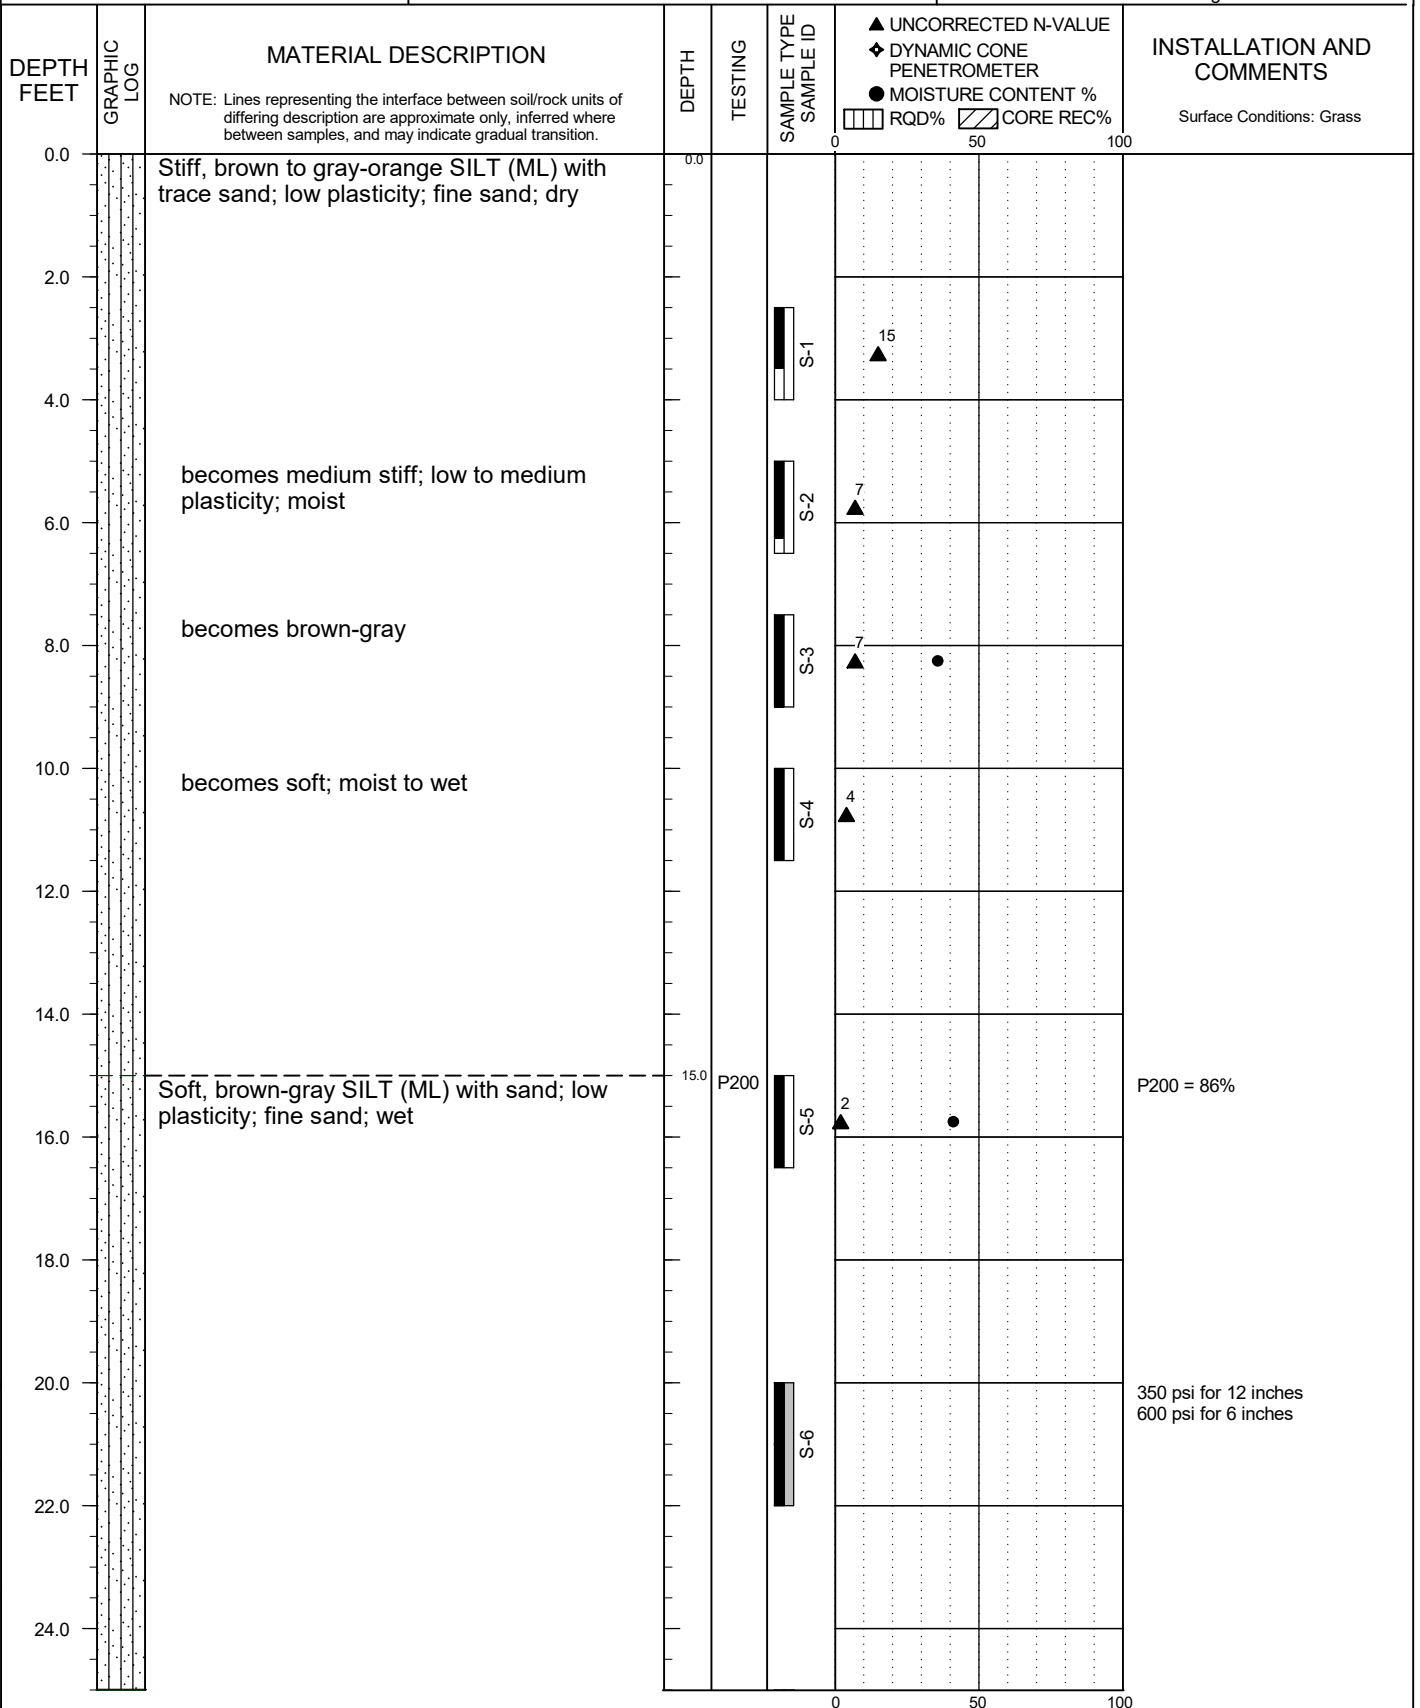 DEPTH
FEET
GRAPHIC
LOG
MATERIAL DESCRIPTION
NOTE: Lines representing the interface between soil/rock units of
differing description are approximate only, inferred where
between samples, and may indicate gradual transition.
DEPTH
TESTING
SAMPLE TYPE
SAMPLE ID
UNCORRECTED N-VALUE
DYNAMIC CONE
PENETROMETER
MOISTURE CONTENT %
RQD% CORE REC%
0 50 100
INSTALLATION AND
COMMENTS
Surface Conditions: Grass
0.0
Stiff, brown to gray-orange SILT (ML) with
trace sand; low plasticity; fine sand; dry
0.0
2.0
S-1
15
4.0
becomes medium stiff; low to medium
plasticity; moist
S-2
7
6.0
becomes brown-gray
8.0
S-3
7
10.0
becomes soft; moist to wet
S-4
4
12.0
14.0
Soft, brown-gray SILT (ML) with sand; low
plasticity; fine sand; wet
15.0
P200
S-5
2
P200 = 86%
16.0
18.0
20.0
S-6
350 psi for 12 inches
600 psi for 6 inches
22.0
24.0
0 50 100